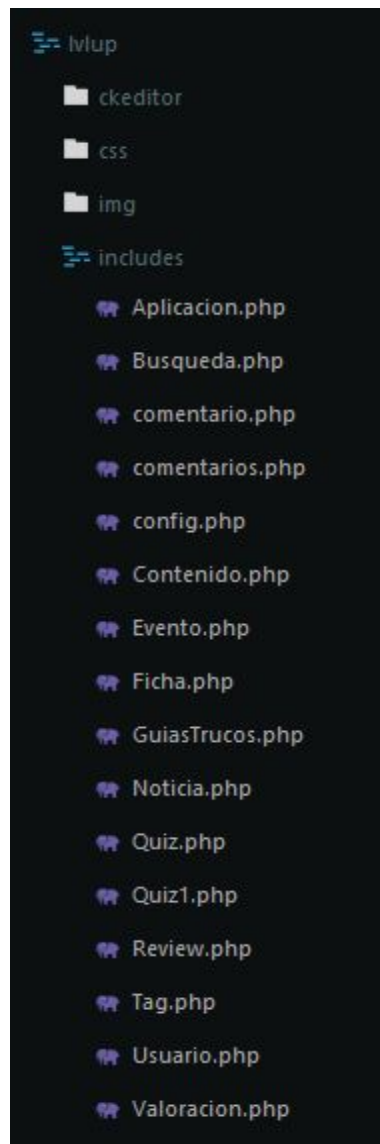 lvlup
ckeditor
css
img
includes
Aplicacion.php
Busqueda.php
comentario.php
comentarios.php
config.php
Contenido.php
Evento.php
Ficha.php
GuiasTrucos.php
Noticia.php
Quiz.php
Quiz1.php
Review.php
Tag.php
Usuario.php
Valoracion.php